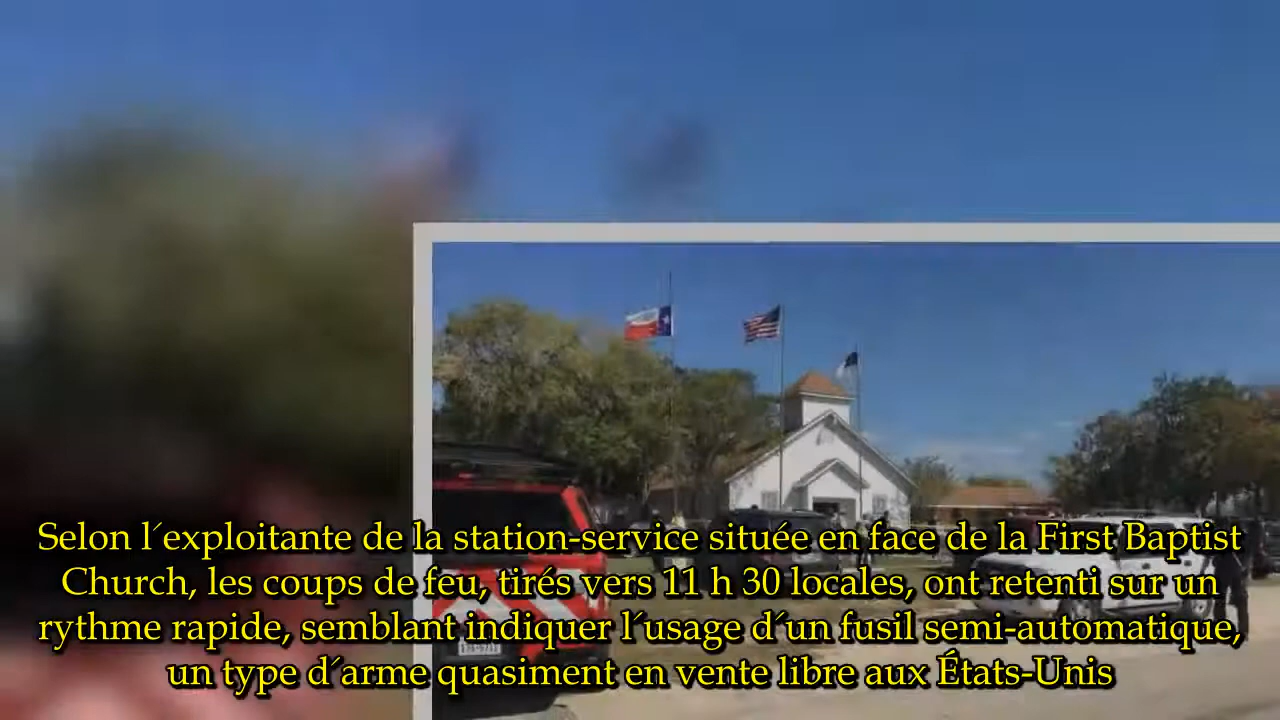 Selon l´exploitante de la station-service située en face de la First Baptist
Church, les coups de feu, tirés vers 11 h 30 locales, ont retenti sur un
rythme rapide, semblant indiquer l´usage d´un fusil semi-automatique,
un type d´arme quasiment en vente libre aux États-Unis